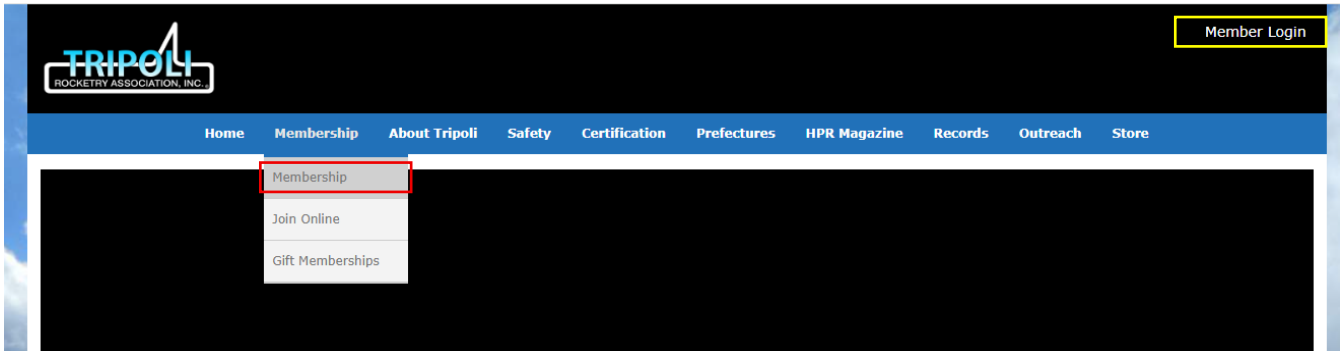 Member Login
TRIPOLI
ROCKETRY ASSOCIATION, INC.
Home Membership About Tripoli Safety Certification Prefectures HPR Magazine Records Outreach Store
Membership
Join Online
Gift Memberships